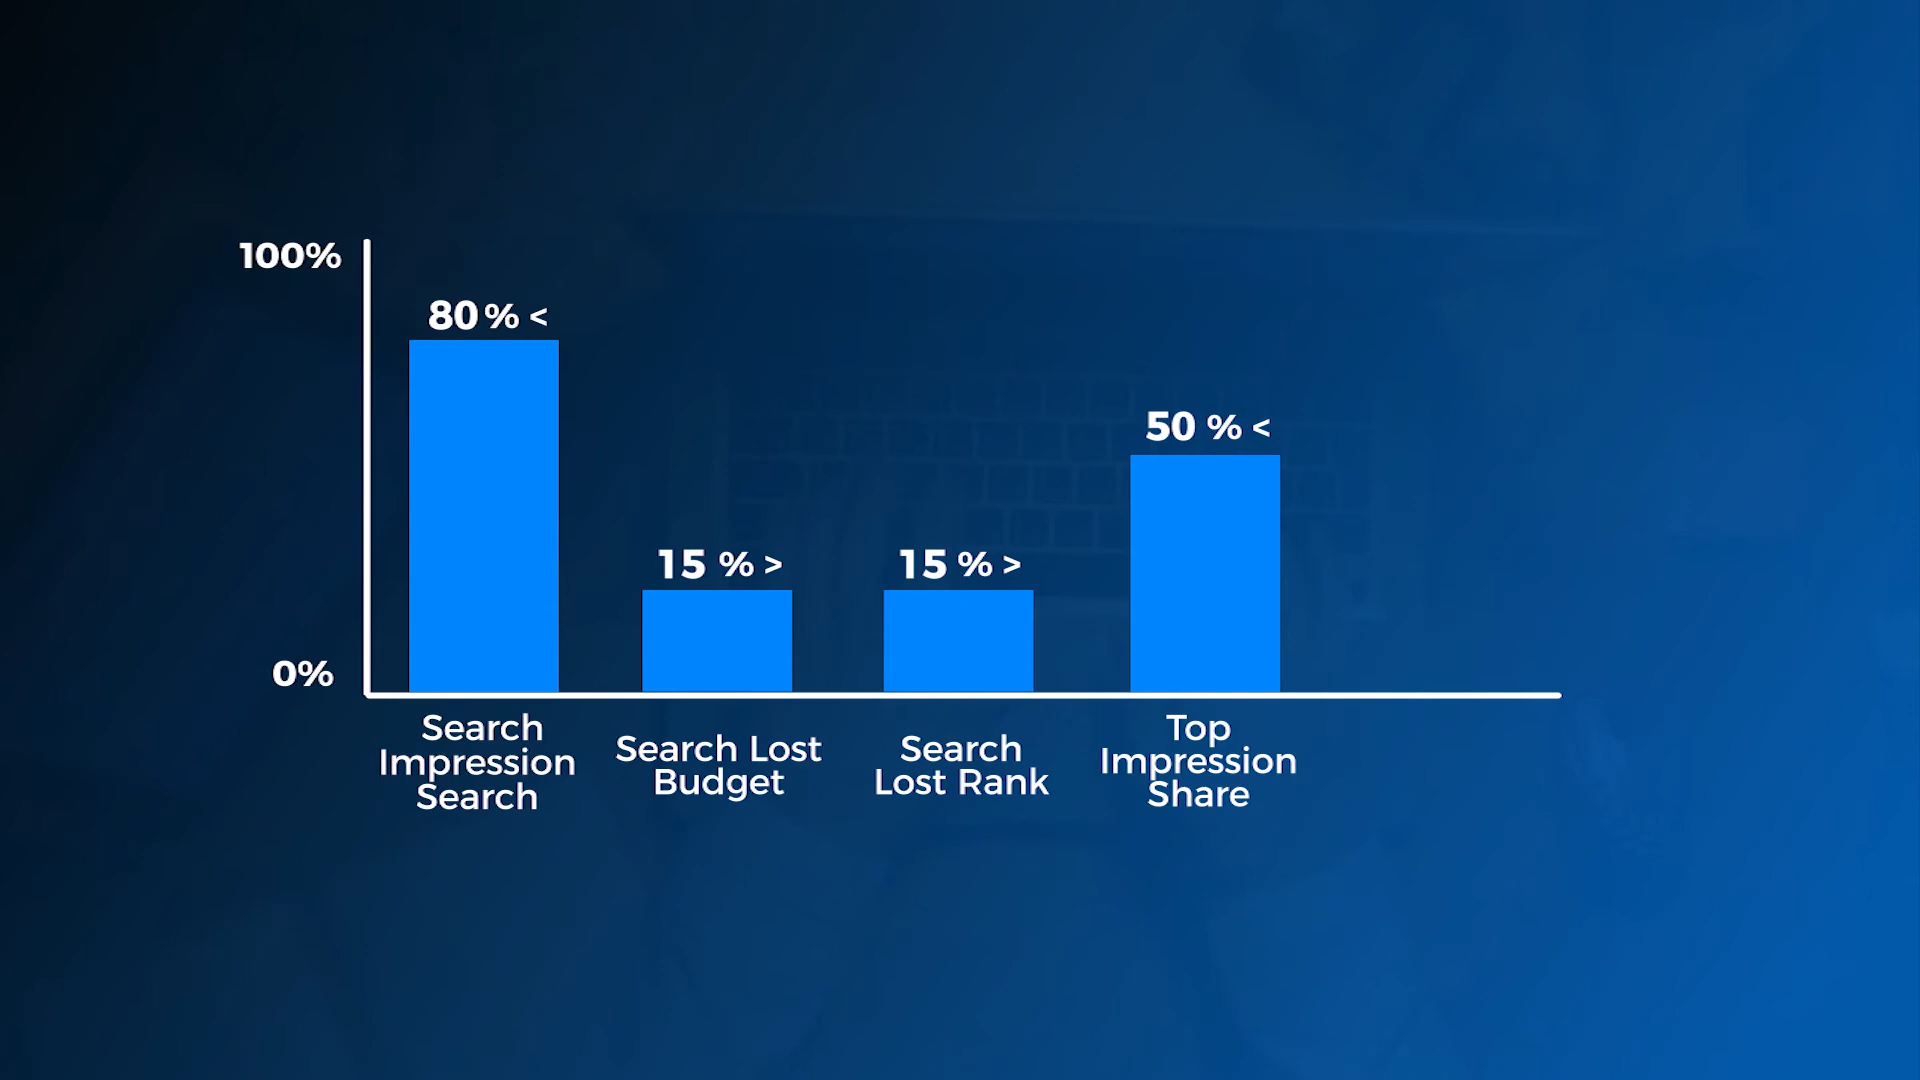 100%
80% <
50 % <
15 % >
15 % >
0%
Search
Impression
Search
Search Lost
Budget
Search
Lost Rank
Top
Impression
Share